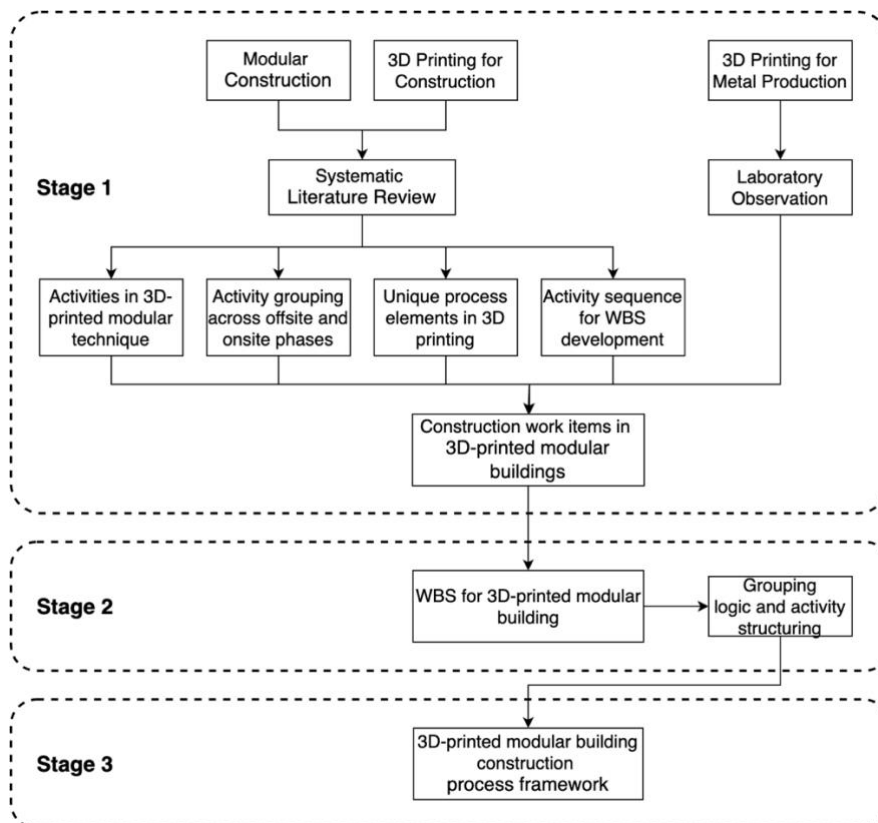 Modular
Construction
3D Printing for
Construction
3D Printing for
Metal Production
Stage 1
Systematic
Literature Review
Laboratory
Observation
Activities in 3D-
printed modular
technique
Activity grouping
across offsite and
onsite phases
Unique process
elements in 3D
printing
Activity sequence
for WBS
development
Construction work items in
3D-printed modular
buildings
Stage 2
WBS for 3D-printed modular
building
Grouping
logic and activity
structuring
Stage 3
3D-printed modular building
construction
process framework